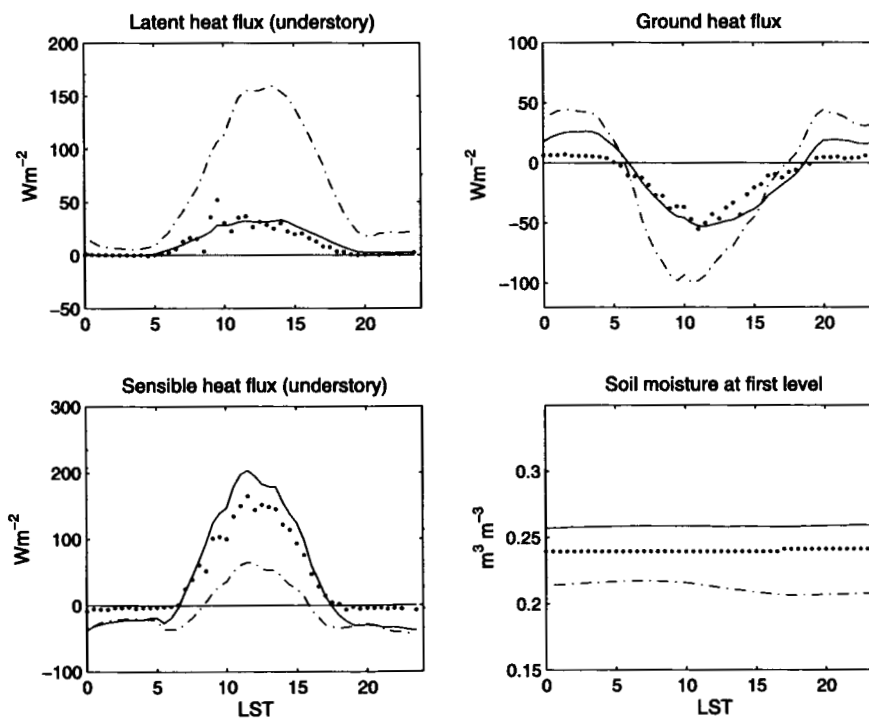 Latent heat flux (understory)
200
150
100
50
0
−50
Wm⁻²
0 5 10 15 20
Ground heat flux
100
50
0
−50
−100
Wm⁻²
0 5 10 15 20
Sensible heat flux (understory)
300
200
100
0
−100
Wm⁻²
0 5 10 15 20
LST
Soil moisture at first level
0.3
0.25
0.2
0.15
m³ m⁻³
0 5 10 15 20
LST